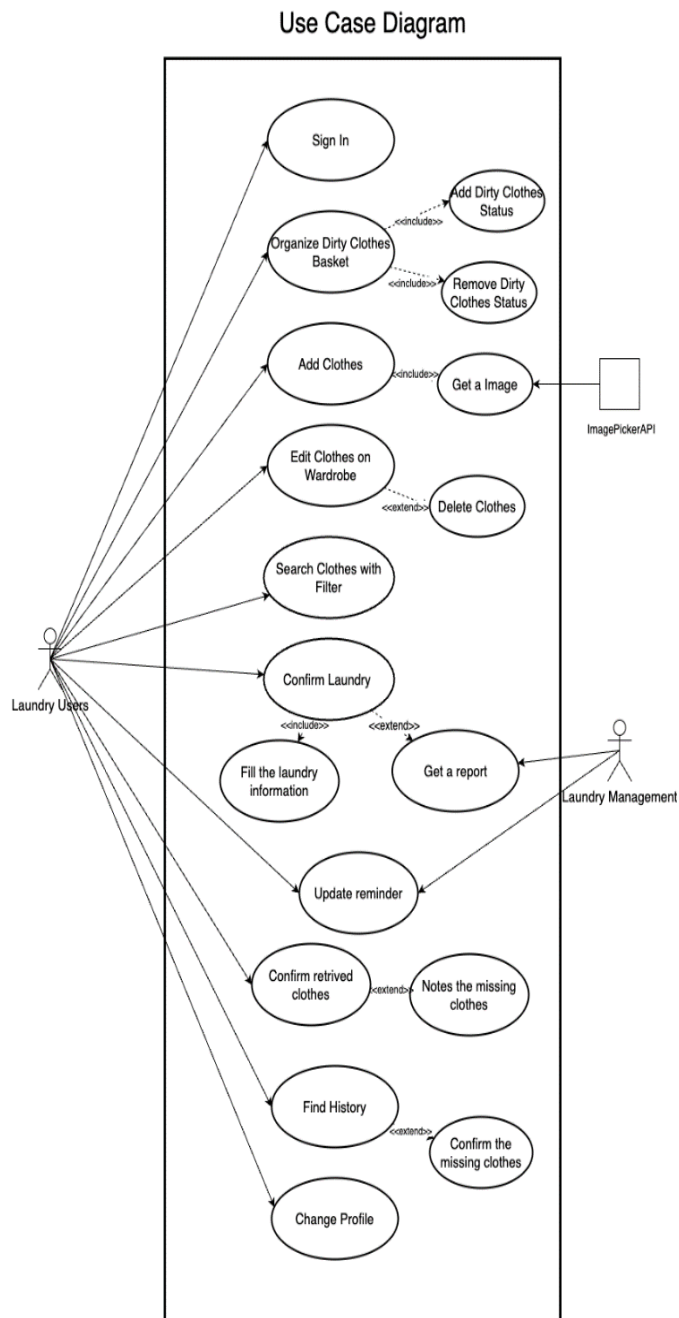 Use Case Diagram
Sign In
Add Dirty Clothes
Status
<<include>>
Organize Dirty Clothes
Basket
<<include>>
Remove Dirty
Clothes Status
Add Clothes
<<include>>
Get a Image
ImagePickerAPI
Edit Clothes on
Wardrobe
<<extend>>
Delete Clothes
Search Clothes with
Filter
Laundry Users
Confirm Laundry
<<include>>
<<extend>>
Fill the laundry
information
Get a report
Laundry Management
Update reminder
Confirm retrived
clothes
<<extend>>
Notes the missing
clothes
Find History
<<extend>>
Confirm the
missing clothes
Change Profile